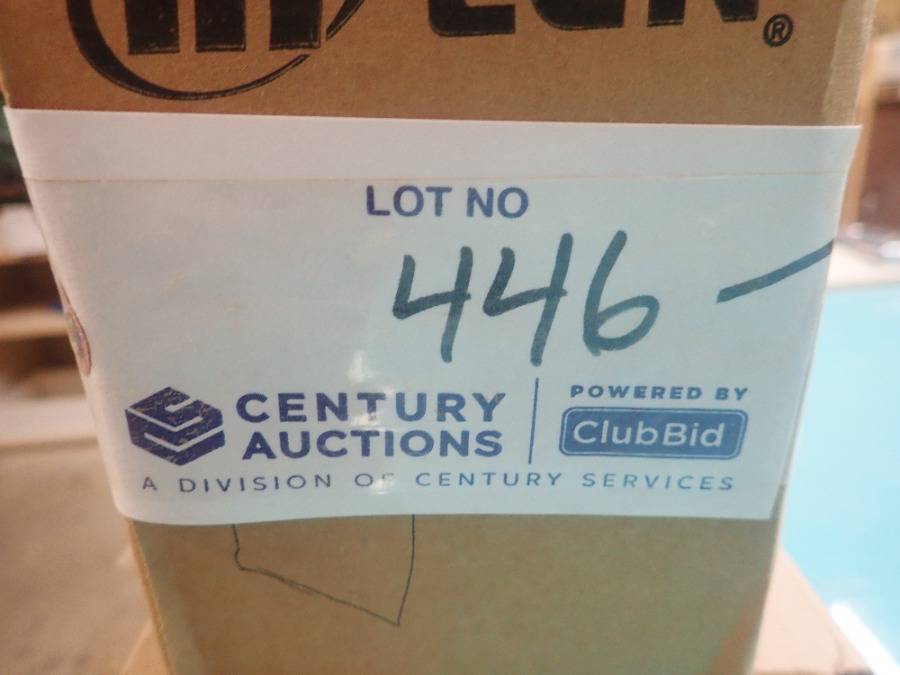 ®
LOT NO
446 -
CENTURY
AUCTIONS
A DIVISION OF CENTURY SERVICES
POWERED BY
ClubBid